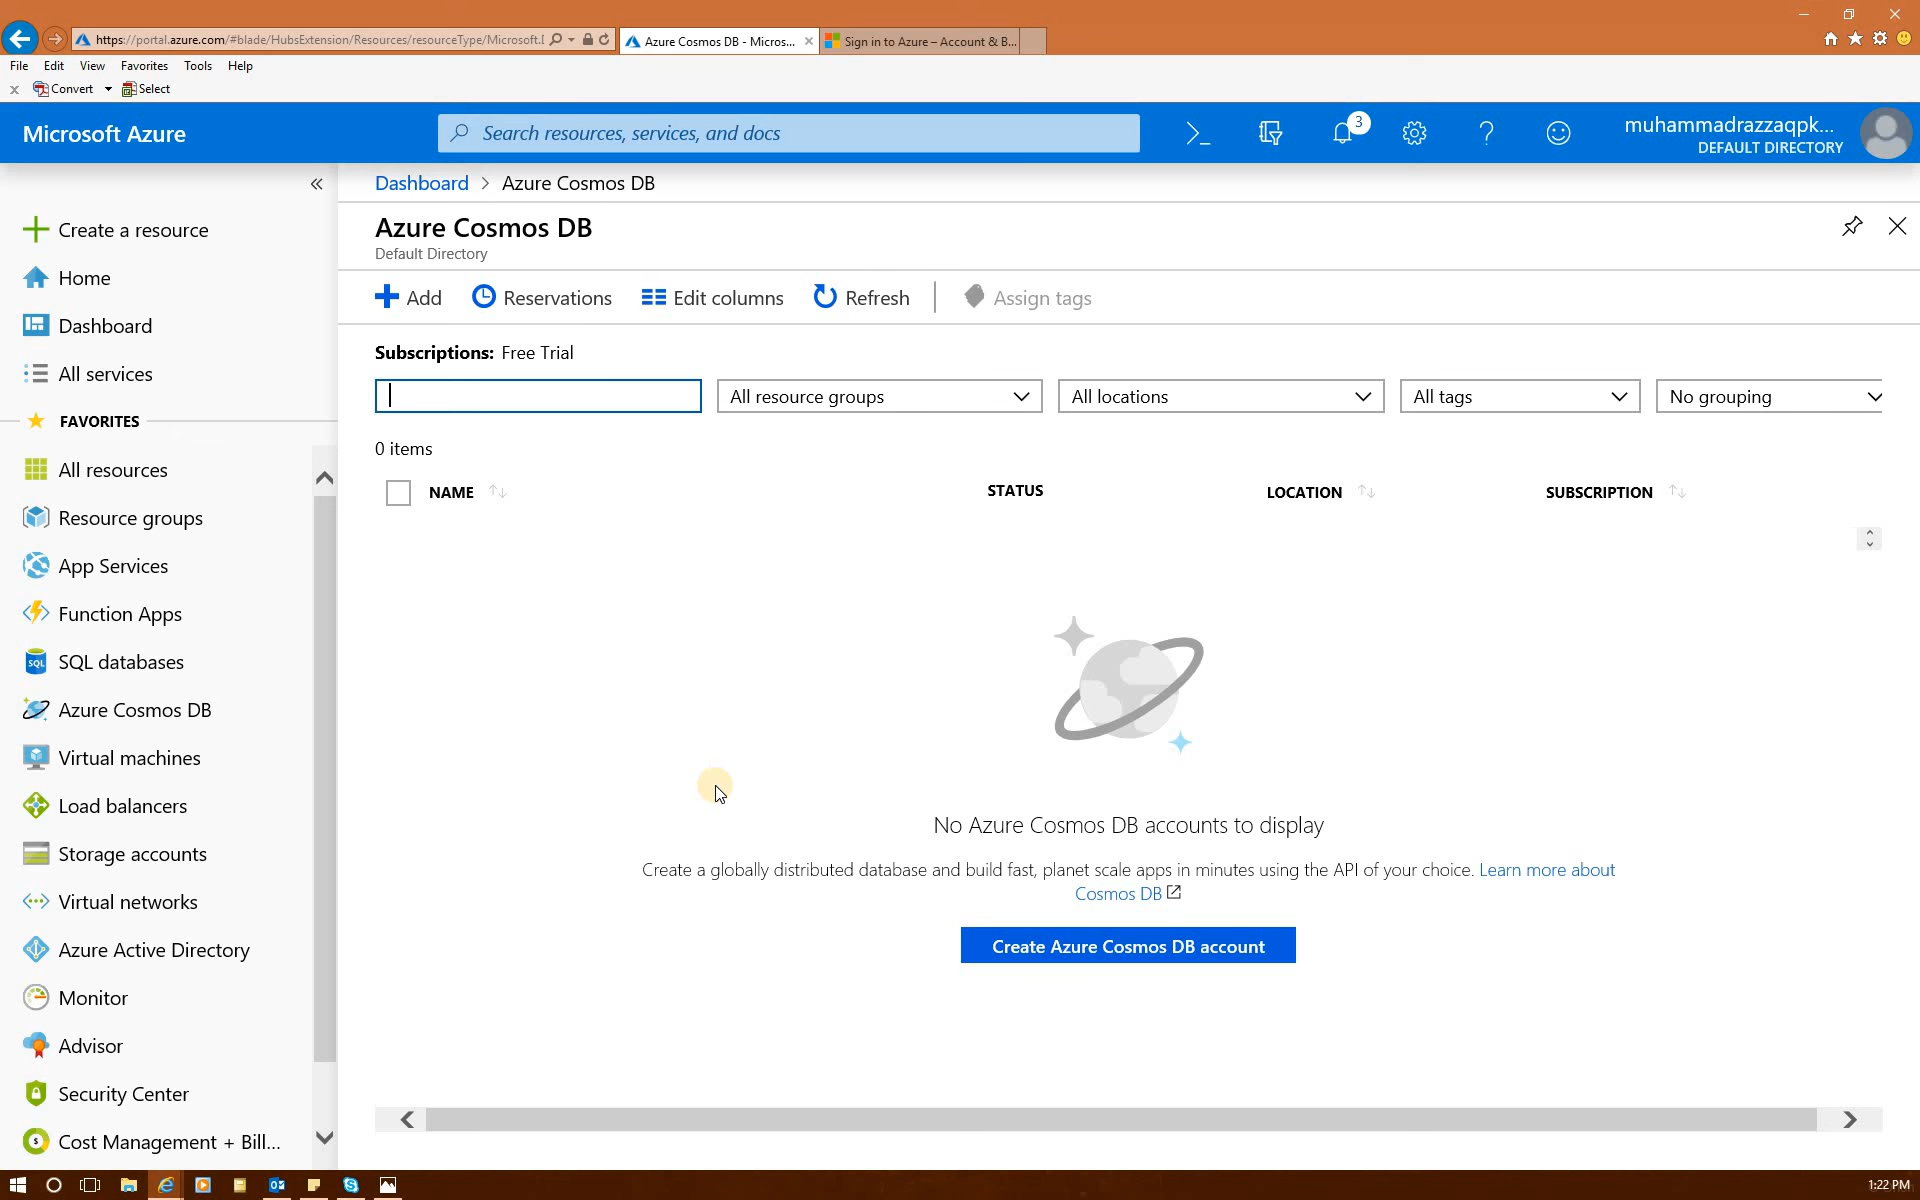 https://portal.azure.com/#blade/HubsExtension/Resources/resourceType/Microsoft.
Azure Cosmos DB - Micros...
Sign in to Azure – Account & B...
File Edit View Favorites Tools Help
x Convert Select
Microsoft Azure
Search resources, services, and docs
3
muhammadrazzaqpk...
DEFAULT DIRECTORY
Dashboard > Azure Cosmos DB
Azure Cosmos DB
Default Directory
Add
Reservations
Edit columns
Refresh
Assign tags
Subscriptions: Free Trial
All resource groups
All locations
All tags
No grouping
0 items
NAME
STATUS
LOCATION
SUBSCRIPTION
No Azure Cosmos DB accounts to display
Create a globally distributed database and build fast, planet scale apps in minutes using the API of your choice. Learn more about
Cosmos DB
Create Azure Cosmos DB account
Create a resource
Home
Dashboard
All services
FAVORITES
All resources
Resource groups
App Services
Function Apps
SQL
SQL databases
Azure Cosmos DB
Virtual machines
Load balancers
Storage accounts
Virtual networks
Azure Active Directory
Monitor
Advisor
Security Center
Cost Management + Bill...
1:22 PM